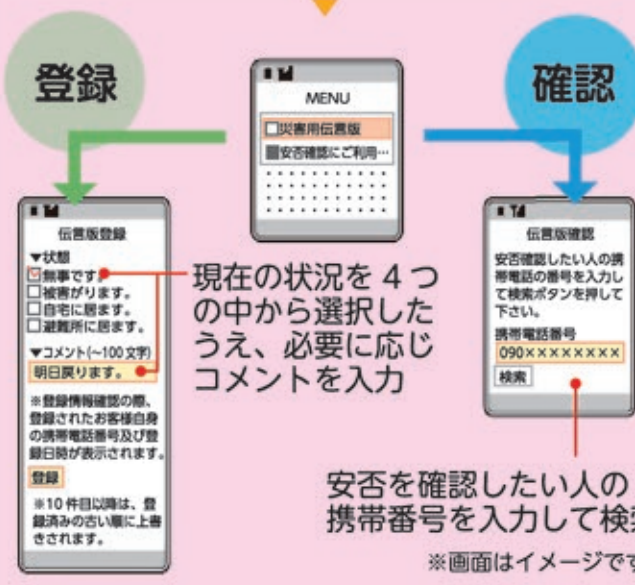 登録
MENU
災害用伝言版
安否確認にご利用…
確認
伝言版登録
▼状態
無事です。
被害がります。
自宅に居ます。
避難所に居ます。
▼コメント(~100文字)
明日戻ります。
※登録情報確認の際、
登録されたお客様自身
の携帯電話番号及び登
録日時が表示されます。
登録
※10件目以降は、登
録済みの古い順に上書
きされます。
現在の状況を4つ
の中から選択した
うえ、必要に応じ
コメントを入力
伝言版確認
安否確認したい人の携
帯電話の番号を入力し
て検索ボタンを押して
下さい。
携帯電話番号
090××××××××
検索
安否を確認したい人の
携帯番号を入力して検索
※画面はイメージです